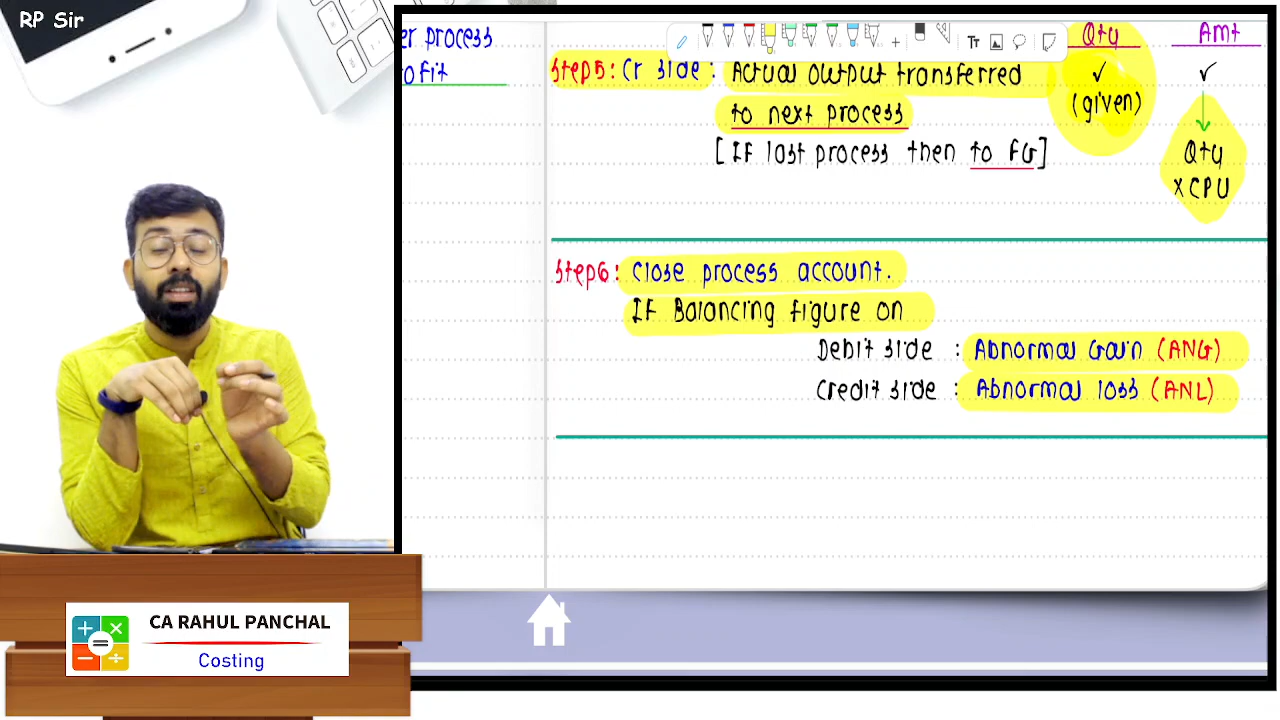 RP Sir
er process
ofit
Qty
Amt
Step5: Cr side: Actual output transferred
✓
✓
to next process
(given)
[If last process then to FG]
Qty
x CPU
Step6: Close process account.
If Balancing figure on
Debit side : Abnormal Gain (ANG)
Credit side : Abnormal loss (ANL)
Tт
CA RAHUL PANCHAL
Costing